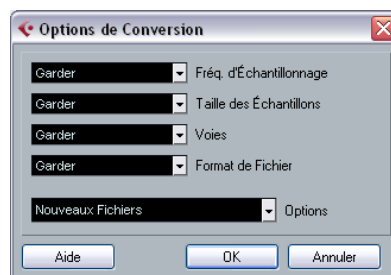 Options de Conversion
Garder Fréq. d'Échantillonnage
Garder Taille des Échantillons
Garder Voies
Garder Format de Fichier
Nouveaux Fichiers Options
Aide OK Annuler